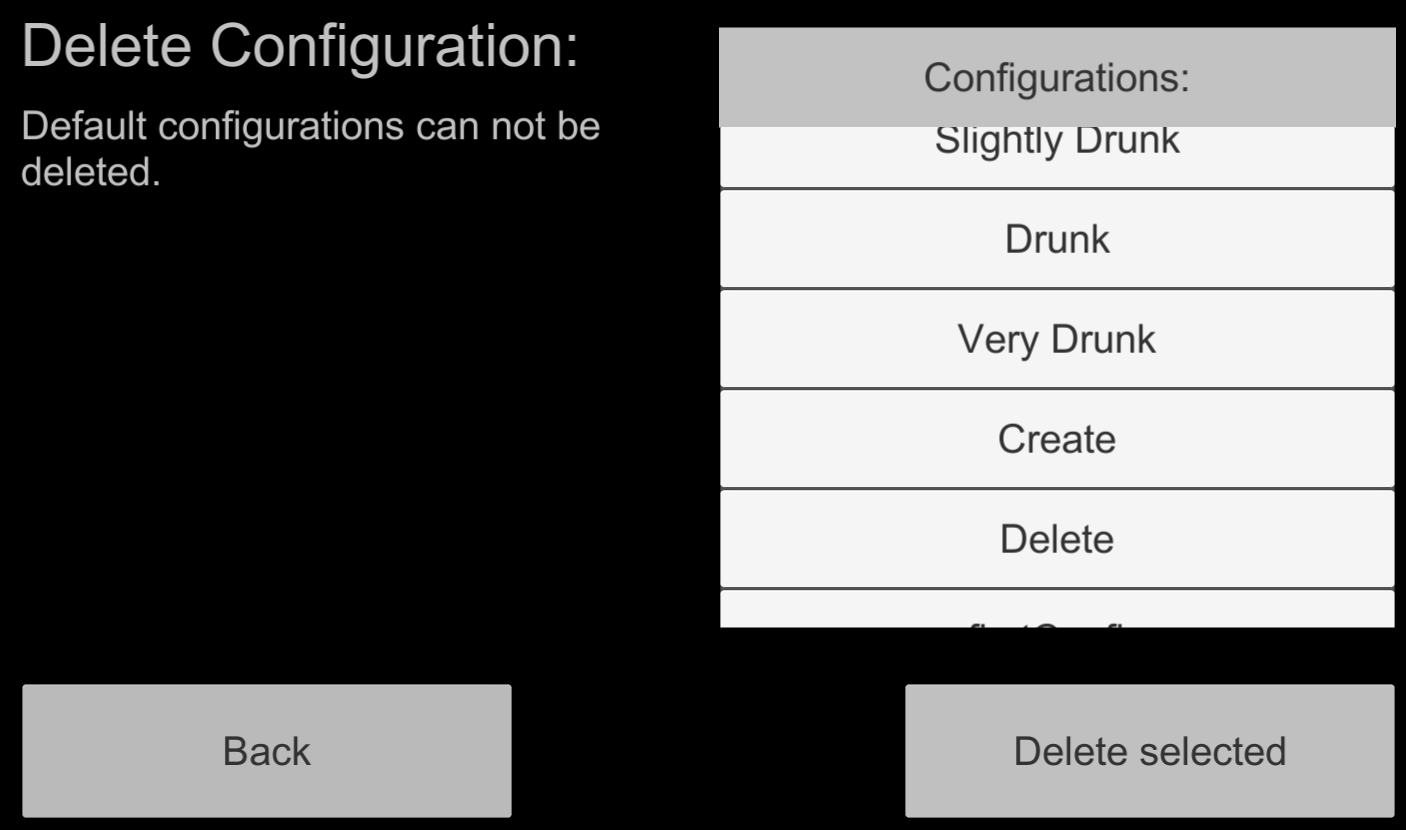 Delete Configuration:
Default configurations can not be
deleted.
Configurations:
Slightly Drunk
Drunk
Very Drunk
Create
Delete
Back
Delete selected